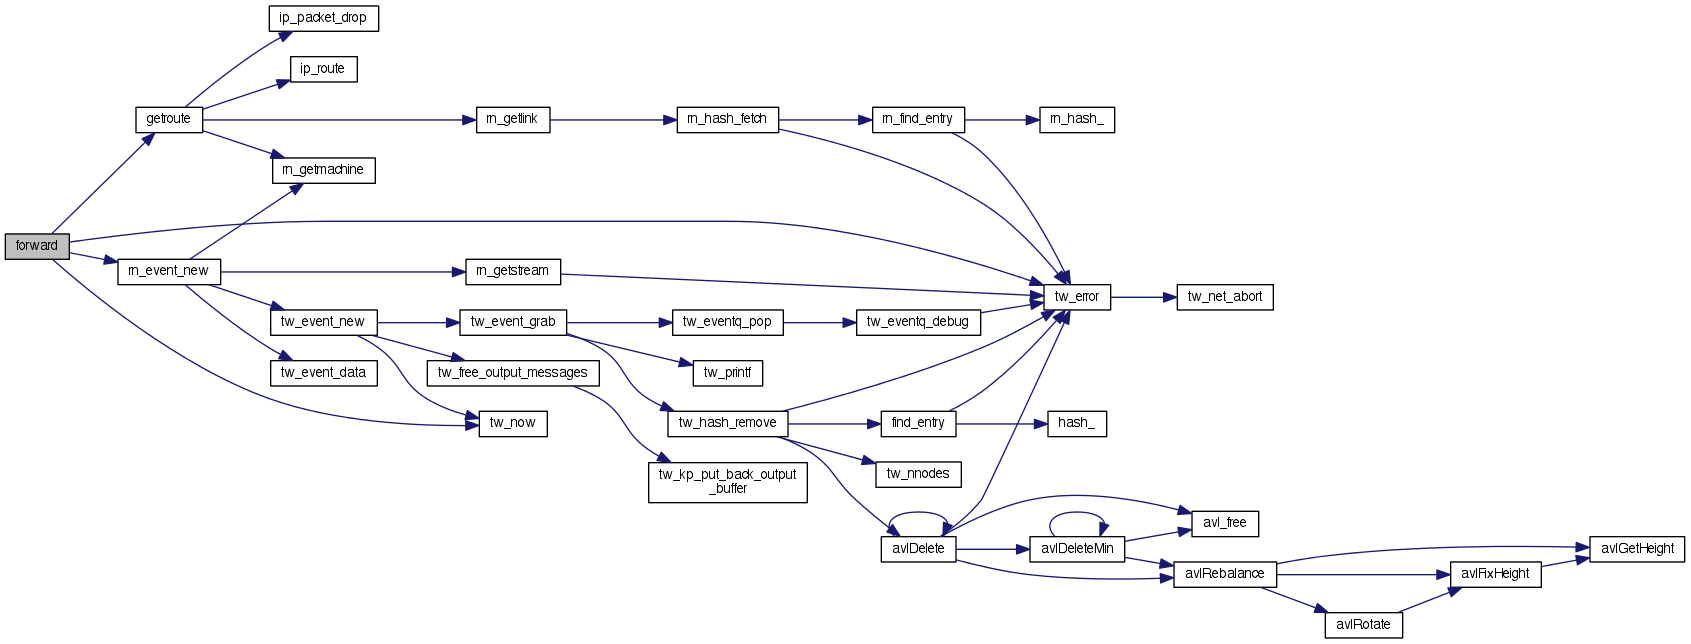 ip_packet_drop
ip_route
getroute
rn_getlink
rn_hash_fetch
rn_find_entry
rn_hash_
rn_getmachine
forward
rn_event_new
rn_getstream
tw_error
tw_net_abort
tw_event_new
tw_event_grab
tw_eventq_pop
tw_eventq_debug
tw_event_data
tw_free_output_messages
tw_printf
tw_now
tw_hash_remove
find_entry
hash_
tw_kp_put_back_output
_buffer
tw_nnodes
avl_free
avlDelete
avlDeleteMin
avlGetHeight
avlRebalance
avlFixHeight
avlRotate